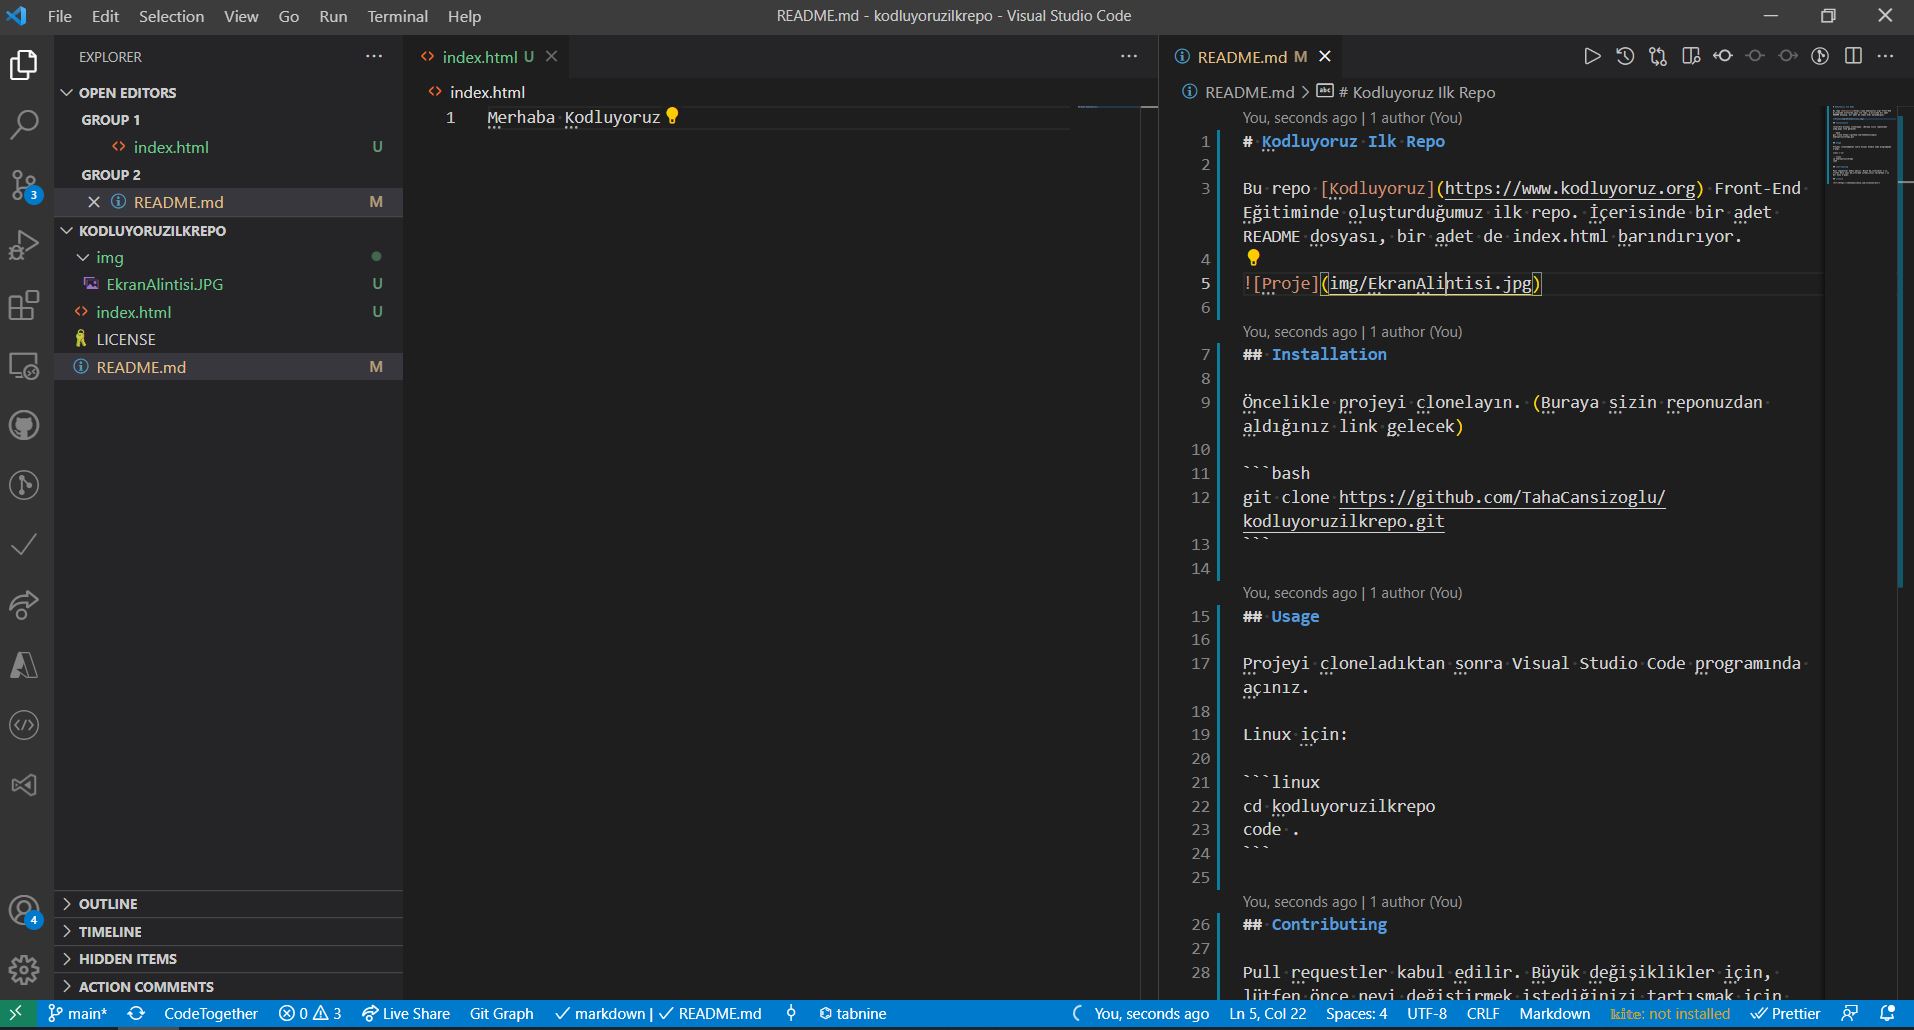 File Edit Selection View Go Run Terminal Help
README.md - kodluyoruzilkrepo - Visual Studio Code
EXPLORER
OPEN EDITORS
GROUP 1
index.html U
GROUP 2
README.md M
KODLUYORUZILKREPO
img
EkranAlintisi.JPG U
index.html U
LICENSE
README.md M
OUTLINE
TIMELINE
HIDDEN ITEMS
ACTION COMMENTS
3
4
index.html U
index.html
1 Merhaba Kodluyoruz
README.md M
README.md > # Kodluyoruz Ilk Repo
You, seconds ago | 1 author (You)
1 # Kodluyoruz Ilk Repo
2
3 Bu repo [Kodluyoruz](https://www.kodluyoruz.org) Front-End
Eğitiminde oluşturduğumuz ilk repo. İçerisinde bir adet
README dosyası, bir adet de index.html barındırıyor.
4
5 ![Proje](img/EkranAlintisi.jpg)
6
You, seconds ago | 1 author (You)
7 ## Installation
8
9 Öncelikle projeyi clonelayın. (Buraya sizin reponuzdan
aldığınız link gelecek)
10
11 ```bash
12 git clone https://github.com/TahaCansizoglu/
kodluyoruzilkrepo.git
13 ```
14
You, seconds ago | 1 author (You)
15 ## Usage
16
17 Projeyi cloneladıktan sonra Visual Studio Code programında
açınız.
18
19 Linux için:
20
21 ```linux
22 cd kodluyoruzilkrepo
23 code .
24 ```
25
You, seconds ago | 1 author (You)
26 ## Contributing
27
28 Pull requestler kabul edilir. Büyük değişiklikler için,
lütfen önce neyi değiştirmek istediğinizi tartışmak için
main* CodeTogether 0 3 Live Share Git Graph markdown | README.md tabnine You, seconds ago Ln 5, Col 22 Spaces: 4 UTF-8 CRLF Markdown kite: not installed Prettier